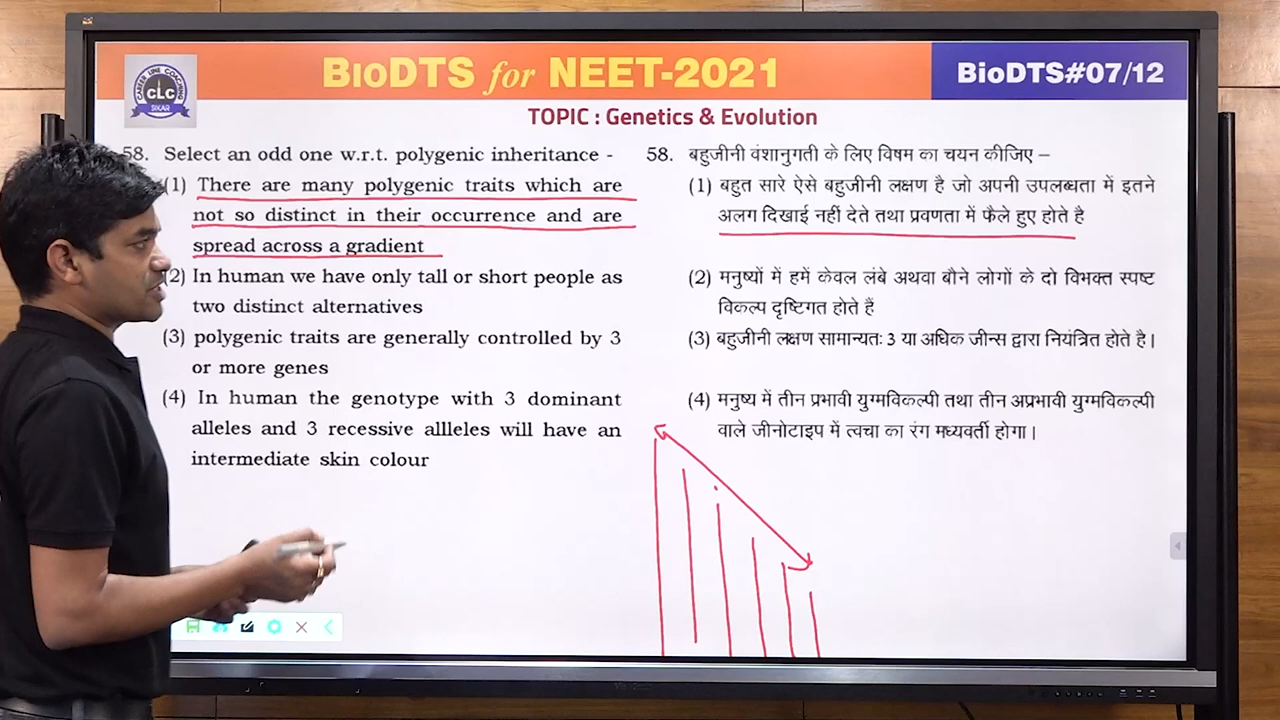 BIODTS for NEET-2021
BioDTS#07/12
CAREER LINE COACHING
CLC
SIKAR
TOPIC : Genetics & Evolution
58. Select an odd one w.r.t. polygenic inheritance -
(1) There are many polygenic traits which are
not so distinct in their occurrence and are
spread across a gradient
(2) In human we have only tall or short people as
two distinct alternatives
(3) polygenic traits are generally controlled by 3
or more genes
(4) In human the genotype with 3 dominant
alleles and 3 recessive allleles will have an
intermediate skin colour
58. बहुजीनी वंशानुगती के लिए विषम का चयन कीजिए –
(1) बहुत सारे ऐसे बहुजीनी लक्षण है जो अपनी उपलब्धता में इतने
अलग दिखाई नहीं देते तथा प्रवणता में फैले हुए होते है
(2) मनुष्यों में हमें केवल लंबे अथवा बौने लोगों के दो विभक्त स्पष्ट
विकल्प दृष्टिगत होते हैं
(3) बहुजीनी लक्षण सामान्यतः 3 या अधिक जीन्स द्वारा नियंत्रित होते है।
(4) मनुष्य में तीन प्रभावी युग्मविकल्पी तथा तीन अप्रभावी युग्मविकल्पी
वाले जीनोटाइप में त्वचा का रंग मध्यवर्ती होगा।